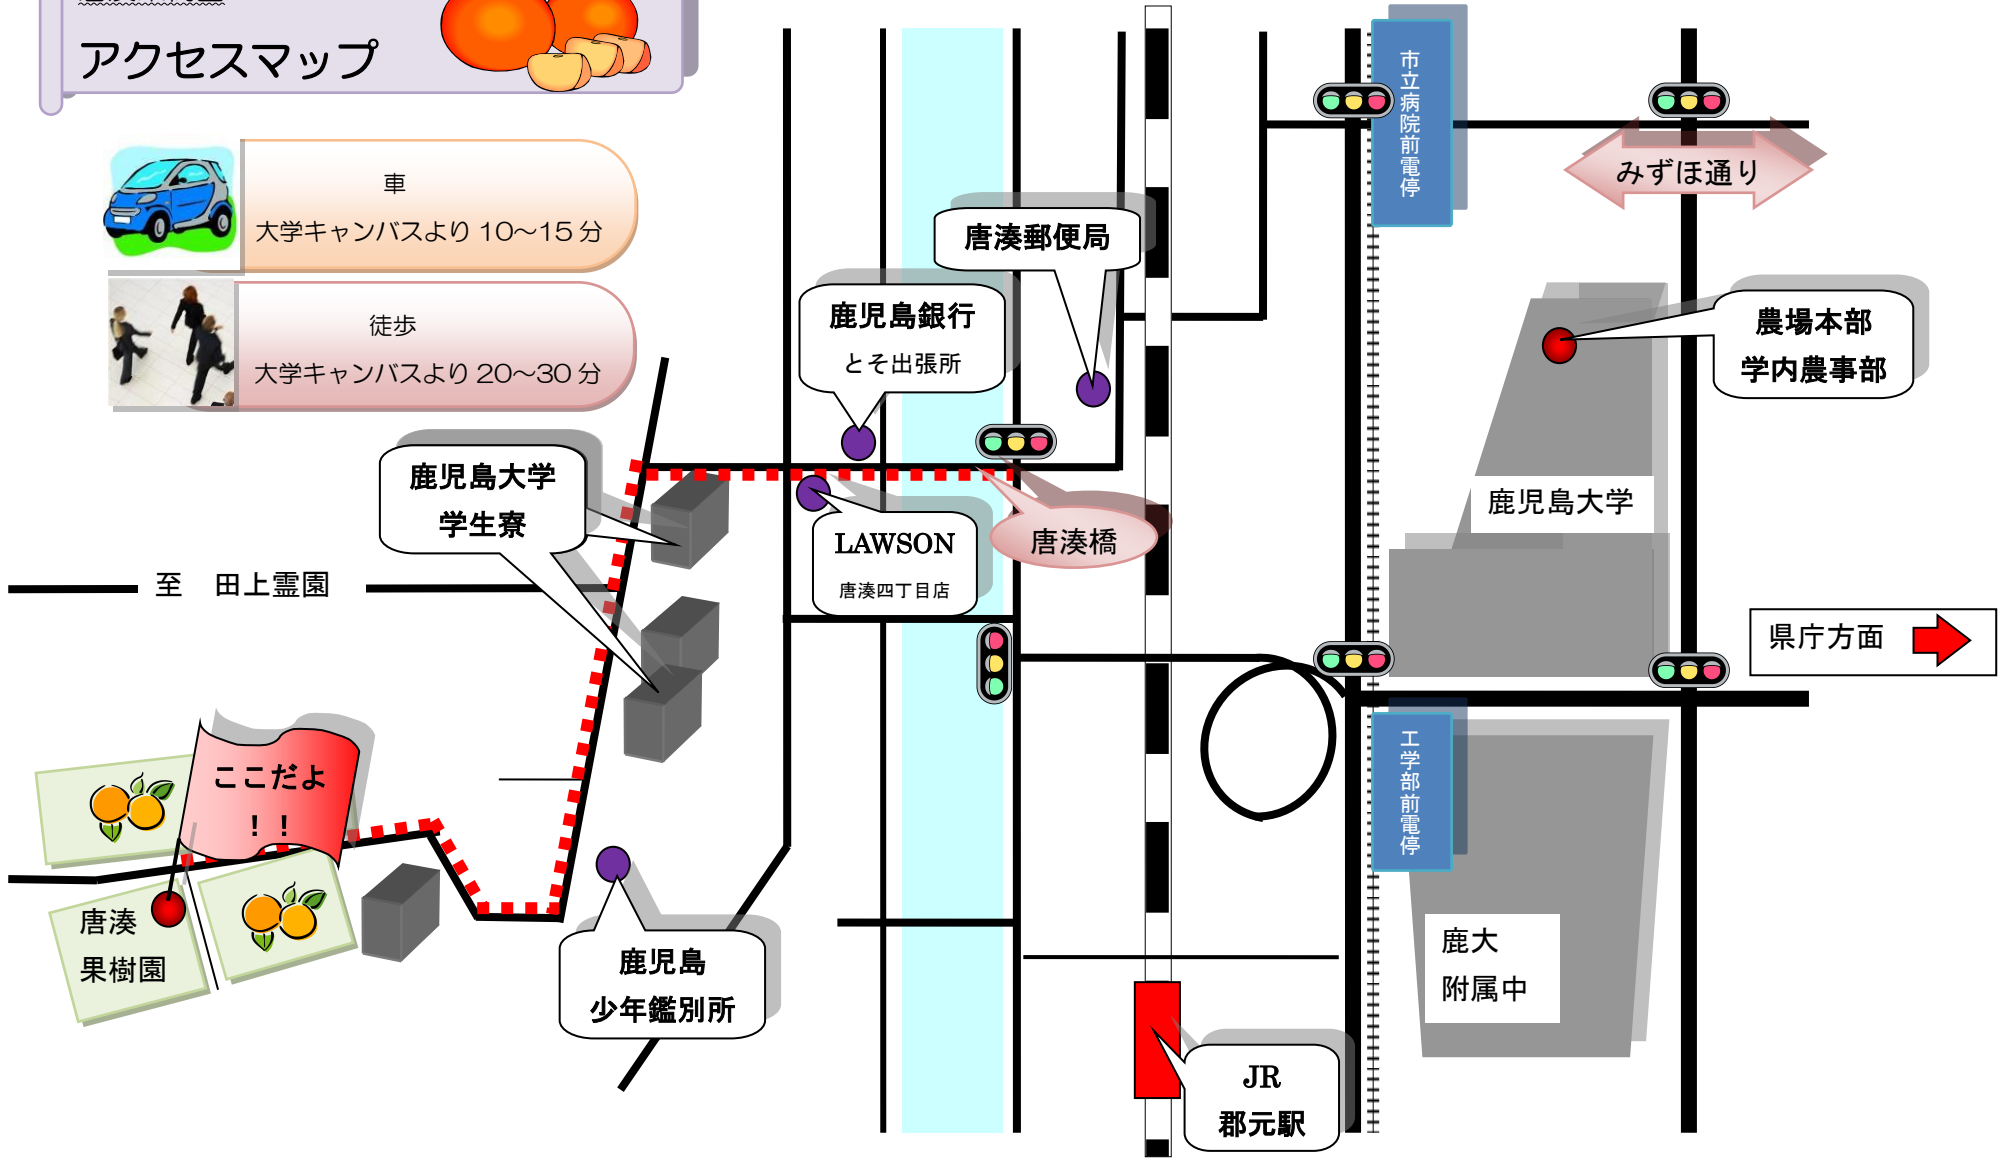 アクセスマップ
車
大学キャンバスより 10～15 分
徒歩
大学キャンバスより 20～30 分
市立病院前電停
みずほ通り
唐湊郵便局
鹿児島銀行
とそ出張所
農場本部
学内農事部
鹿児島大学
学生寮
鹿児島大学
LAWSON
唐湊四丁目店
唐湊橋
至　田上霊園
県庁方面
ここだよ
！！
工学部前電停
唐湊
果樹園
鹿児島
少年鑑別所
鹿大
附属中
JR
郡元駅